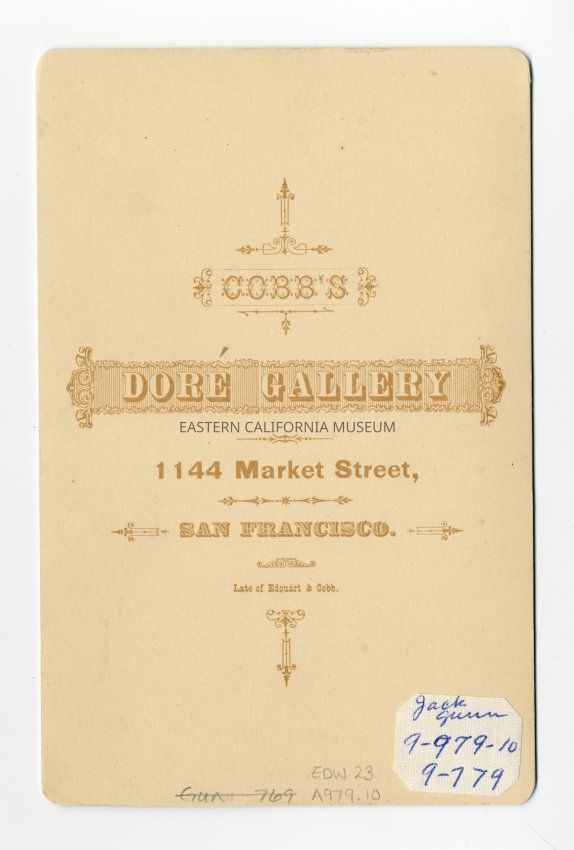 COBB'S
DORÉ GALLERY
EASTERN CALIFORNIA MUSEUM
1144 Market Street,
SAN FRANCISCO.
Late of Edouart & Cobb.
Jack
Gunn
9-979-10
9-779
EDW 23
GUN 769 A979.10